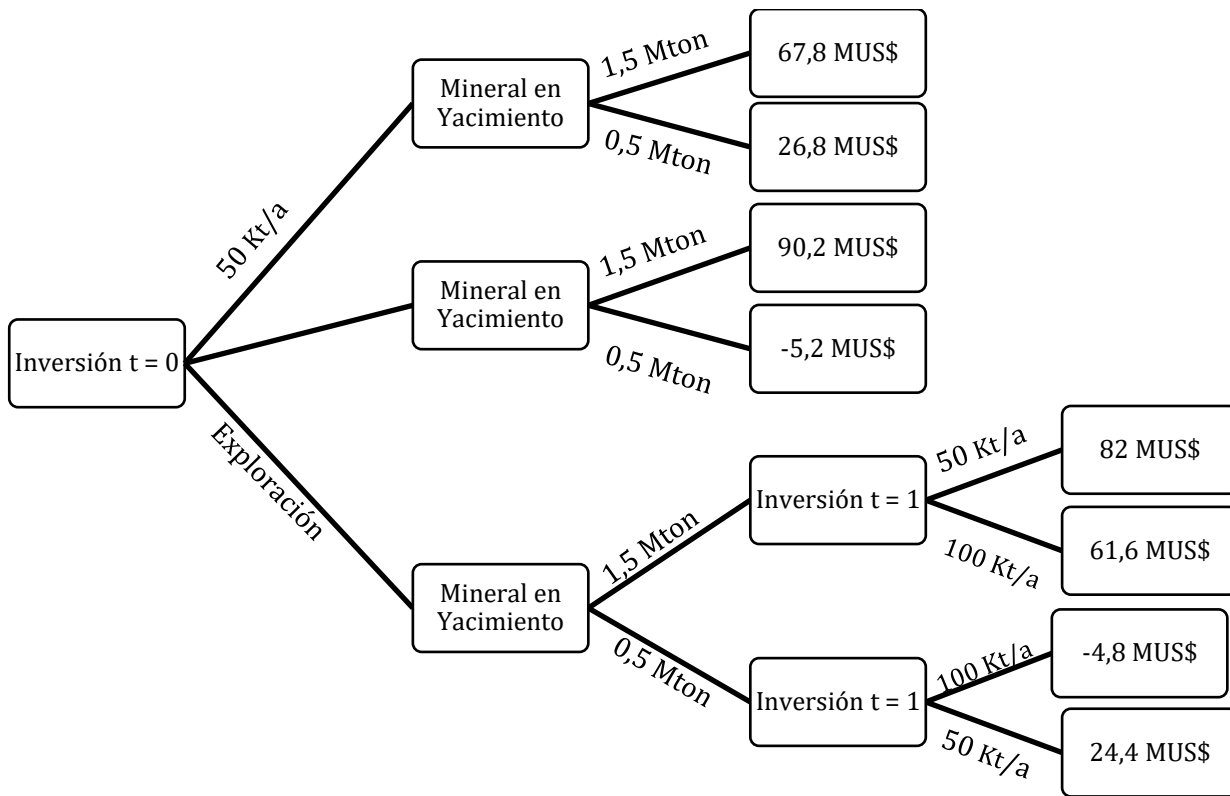 1,5 Mton
67,8 MUS$
Mineral en
Yacimiento
0,5 Mton
26,8 MUS$
50 Kt/a
1,5 Mton
90,2 MUS$
Mineral en
Yacimiento
0,5 Mton
-5,2 MUS$
Inversión t = 0
Exploración
50 Kt/a
82 MUS$
1,5 Mton
Inversión t = 1
100 Kt/a
61,6 MUS$
Mineral en
Yacimiento
0,5 Mton
100 Kt/a
-4,8 MUS$
Inversión t = 1
50 Kt/a
24,4 MUS$